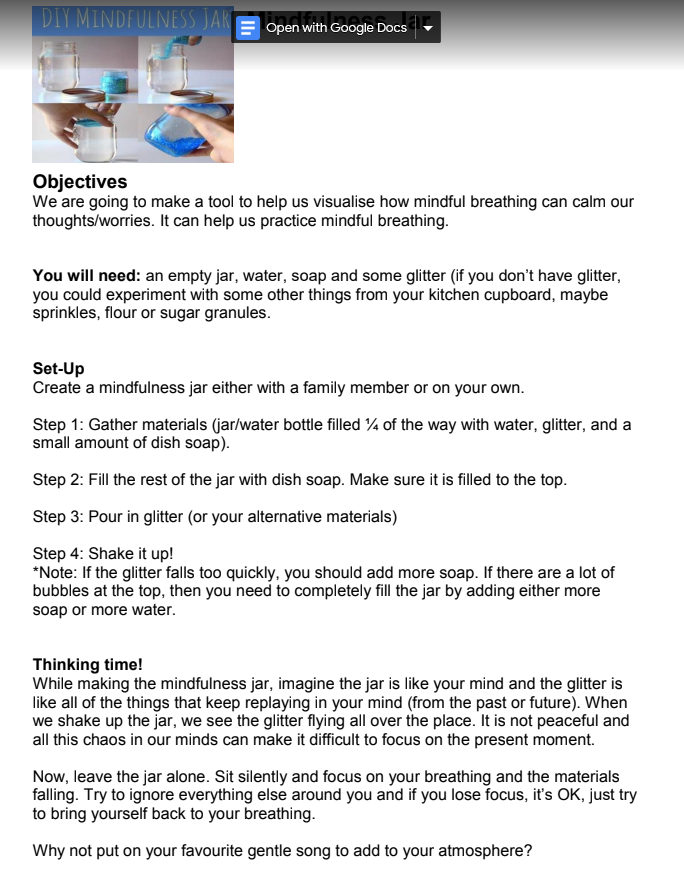 DIY MINDFULNESS JAR
Mindfulness Jar
Open with Google Docs
Objectives
We are going to make a tool to help us visualise how mindful breathing can calm our
thoughts/worries. It can help us practice mindful breathing.
You will need: an empty jar, water, soap and some glitter (if you don’t have glitter,
you could experiment with some other things from your kitchen cupboard, maybe
sprinkles, flour or sugar granules.
Set-Up
Create a mindfulness jar either with a family member or on your own.
Step 1: Gather materials (jar/water bottle filled ¼ of the way with water, glitter, and a
small amount of dish soap).
Step 2: Fill the rest of the jar with dish soap. Make sure it is filled to the top.
Step 3: Pour in glitter (or your alternative materials)
Step 4: Shake it up!
*Note: If the glitter falls too quickly, you should add more soap. If there are a lot of
bubbles at the top, then you need to completely fill the jar by adding either more
soap or more water.
Thinking time!
While making the mindfulness jar, imagine the jar is like your mind and the glitter is
like all of the things that keep replaying in your mind (from the past or future). When
we shake up the jar, we see the glitter flying all over the place. It is not peaceful and
all this chaos in our minds can make it difficult to focus on the present moment.
Now, leave the jar alone. Sit silently and focus on your breathing and the materials
falling. Try to ignore everything else around you and if you lose focus, it’s OK, just try
to bring yourself back to your breathing.
Why not put on your favourite gentle song to add to your atmosphere?